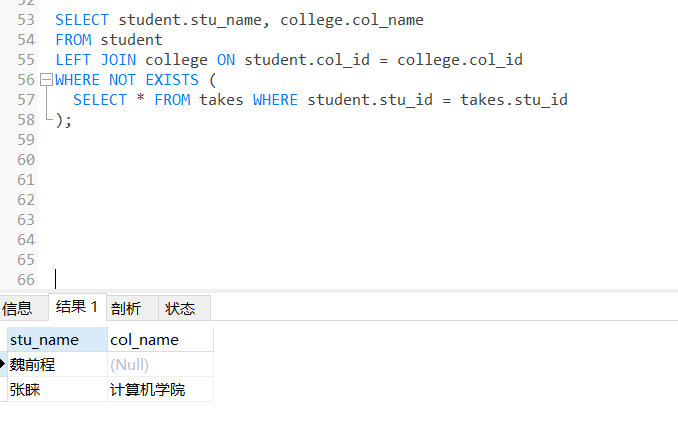 52
53 SELECT student.stu_name, college.col_name
54 FROM student
55 LEFT JOIN college ON student.col_id = college.col_id
56 WHERE NOT EXISTS (
57 SELECT * FROM takes WHERE student.stu_id = takes.stu_id
58 );
59
60
61
62
63
64
65
66
信息 结果 1 剖析 状态
stu_name col_name
魏前程 (Null)
张睐 计算机学院